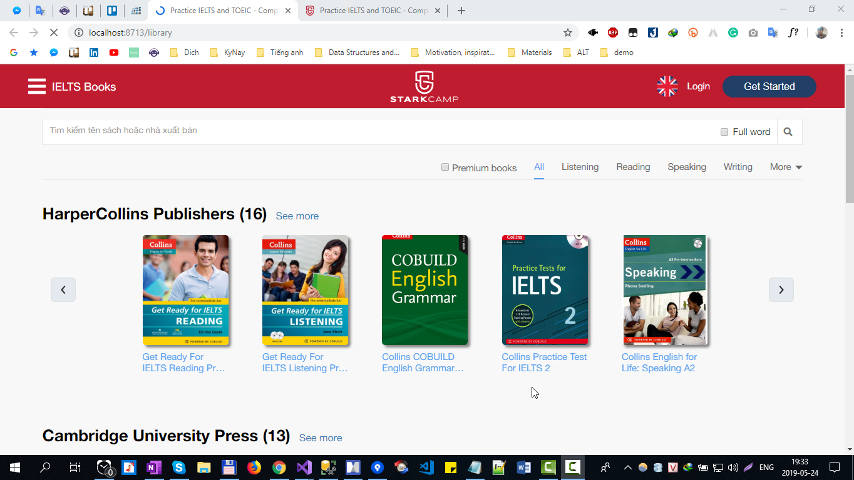 Practice IELTS and TOEIC - Comp
Practice IELTS and TOEIC - Comp
localhost:8713/library
Dich
KyNay
Tiếng anh
Data Structures and...
Motivation, inspirat...
Materials
ALT
demo
IELTS Books
STARKCAMP
Login
Get Started
Tìm kiếm tên sách hoặc nhà xuất bản
Full word
Premium books
All
Listening
Reading
Speaking
Writing
More
HarperCollins Publishers (16)
See more
Collins
Get Ready for IELTS
READING
Collins
Get Ready for IELTS
LISTENING
Collins
COBUILD
English
Grammar
Collins
Practice Tests for
IELTS
2
Collins
Speaking
Get Ready For
IELTS Reading Pr...
Get Ready For
IELTS Listening Pr...
Collins COBUILD
English Grammar...
Collins Practice Test
For IELTS 2
Collins English for
Life: Speaking A2
Cambridge University Press (13)
See more
ENG
19:33
2019-05-24